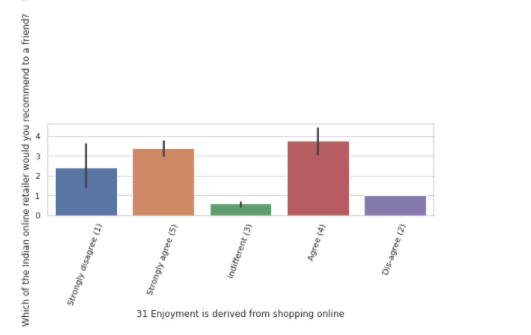 Which of the Indian online retailer would you recommend to a friend?
4
3
2
1
0
Strongly disagree (1)
Strongly agree (5)
indifferent (3)
Agree (4)
Dis-agree (2)
31 Enjoyment is derived from shopping online